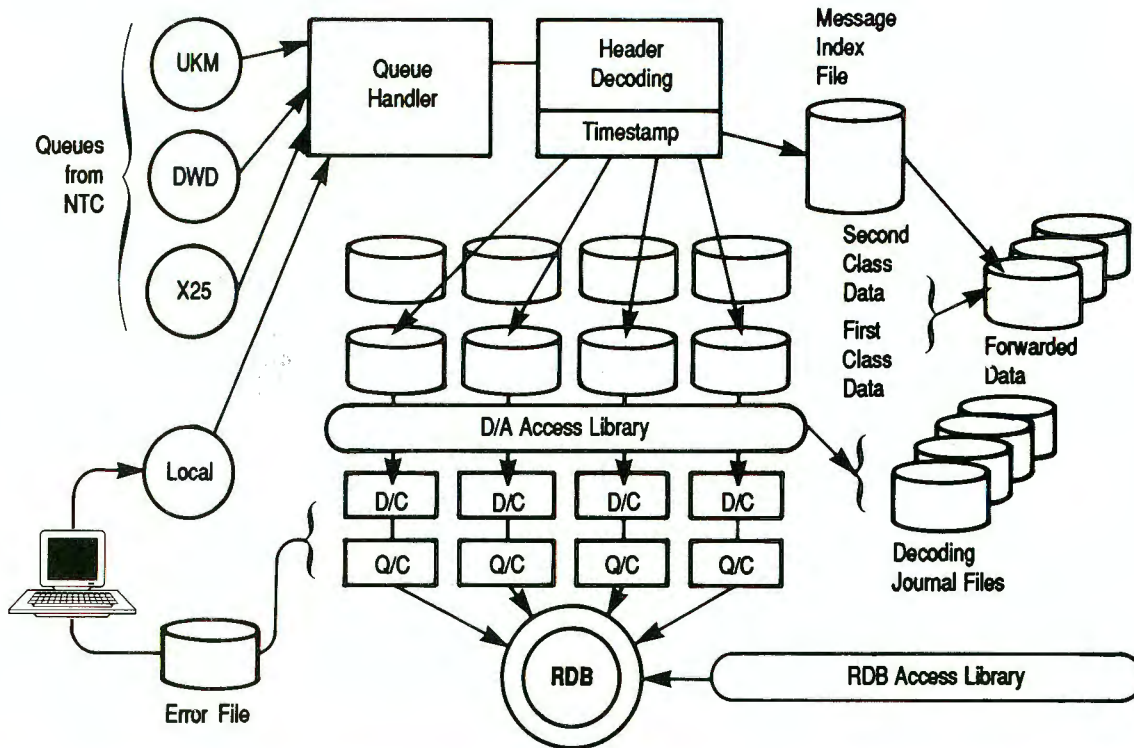 UKM
DWD
X25
Queues
from
NTC
Local
Queue
Handler
Header
Decoding
Timestamp
Message
Index
File
Second
Class
Data
First
Class
Data
Forwarded
Data
D/A Access Library
D/C
D/C
D/C
D/C
Q/C
Q/C
Q/C
Q/C
Decoding
Journal Files
Error File
RDB
RDB Access Library